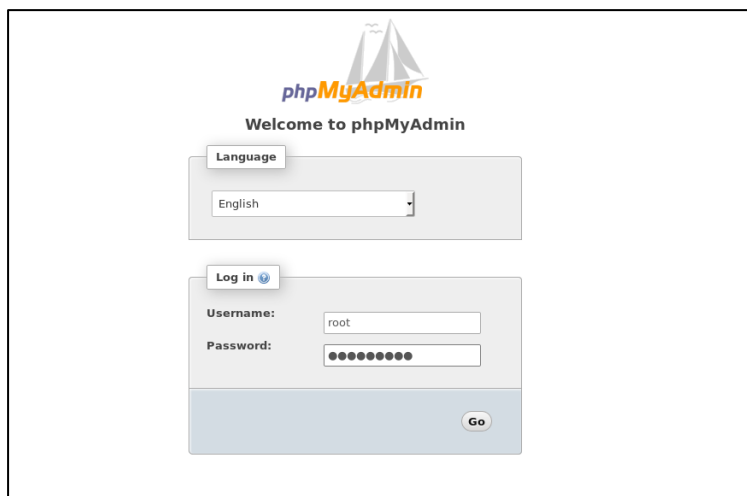 phpMyAdmin
Welcome to phpMyAdmin
Language
English
Log in
Username:
root
Password:
●●●●●●●●●
Go